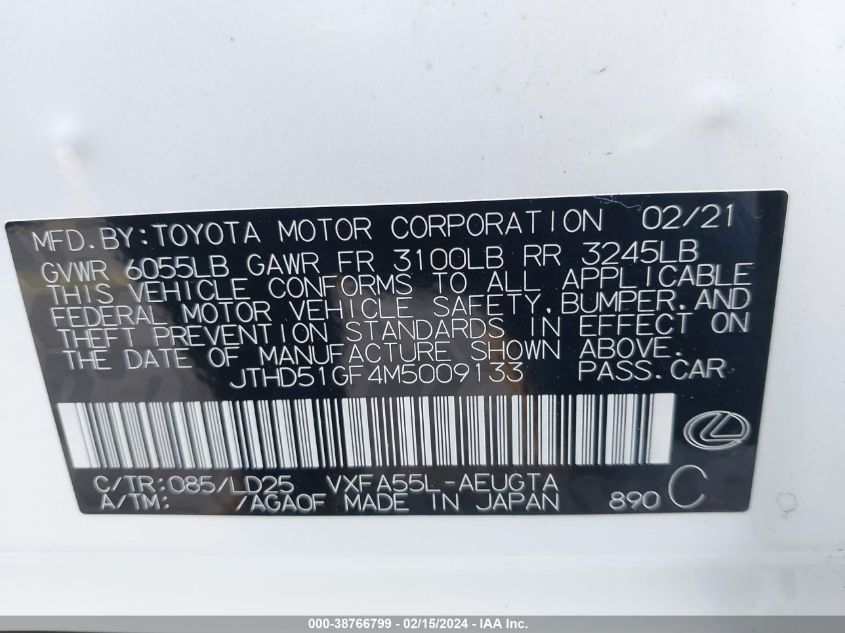 MFD.BY:TOYOTA MOTOR CORPORATION 02/21
GVWR 6055LB GAWR FR 3100LB RR 3245LB
THIS VEHICLE CONFORMS TO ALL APPLICABLE
FEDERAL MOTOR VEHICLE SAFETY,BUMPER,AND
THEFT PREVENTION STANDARDS IN EFFECT ON
THE DATE OF MANUFACTURE SHOWN ABOVE.
JTHD51GF4M5009133 PASS.CAR
C/TR:085/LD25 VXFA55L-AEUGTA
A/TM: /AGA0F MADE IN JAPAN 890 C
000-38766799 - 02/15/2024 - IAA Inc.